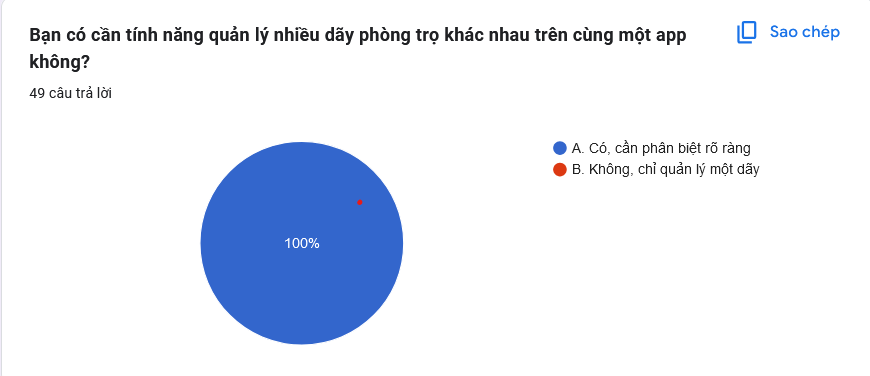 Bạn có cần tính năng quản lý nhiều dãy phòng trọ khác nhau trên cùng một app
không?
Sao chép
49 câu trả lời
A. Có, cần phân biệt rõ ràng
B. Không, chỉ quản lý một dãy
100%